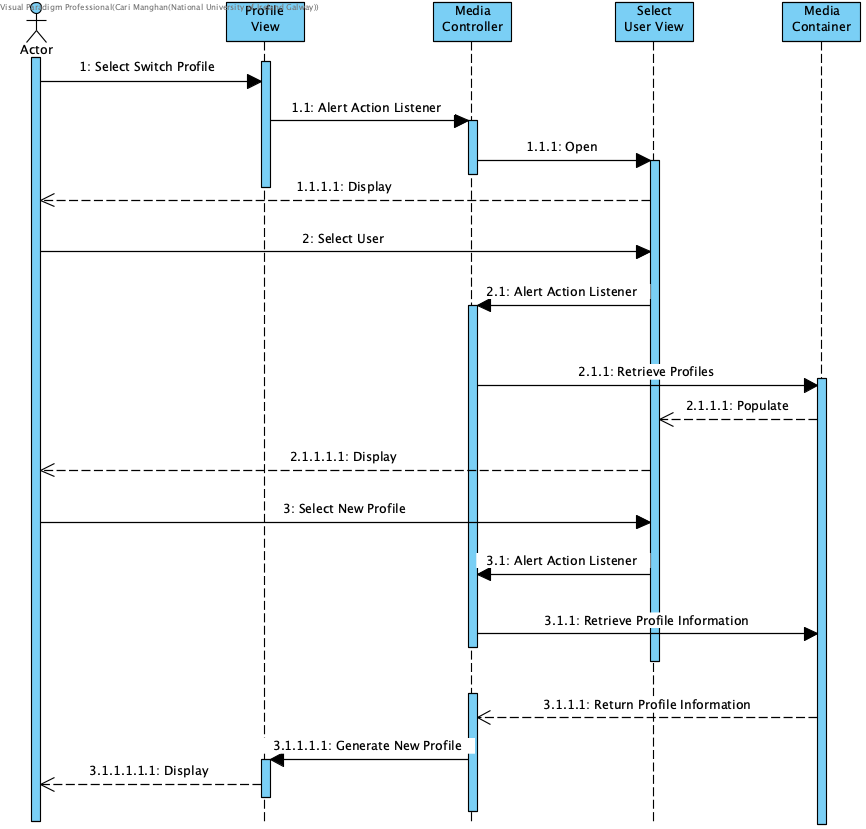 Visual Paradigm Professional(Cari Manghan(National University of Ireland Galway))
Profile
View
Media
Controller
Select
User View
Media
Container
Actor
1: Select Switch Profile
1.1: Alert Action Listener
1.1.1: Open
1.1.1.1: Display
2: Select User
2.1: Alert Action Listener
2.1.1: Retrieve Profiles
2.1.1.1: Populate
2.1.1.1.1: Display
3: Select New Profile
3.1: Alert Action Listener
3.1.1: Retrieve Profile Information
3.1.1.1: Return Profile Information
3.1.1.1.1: Generate New Profile
3.1.1.1.1.1: Display